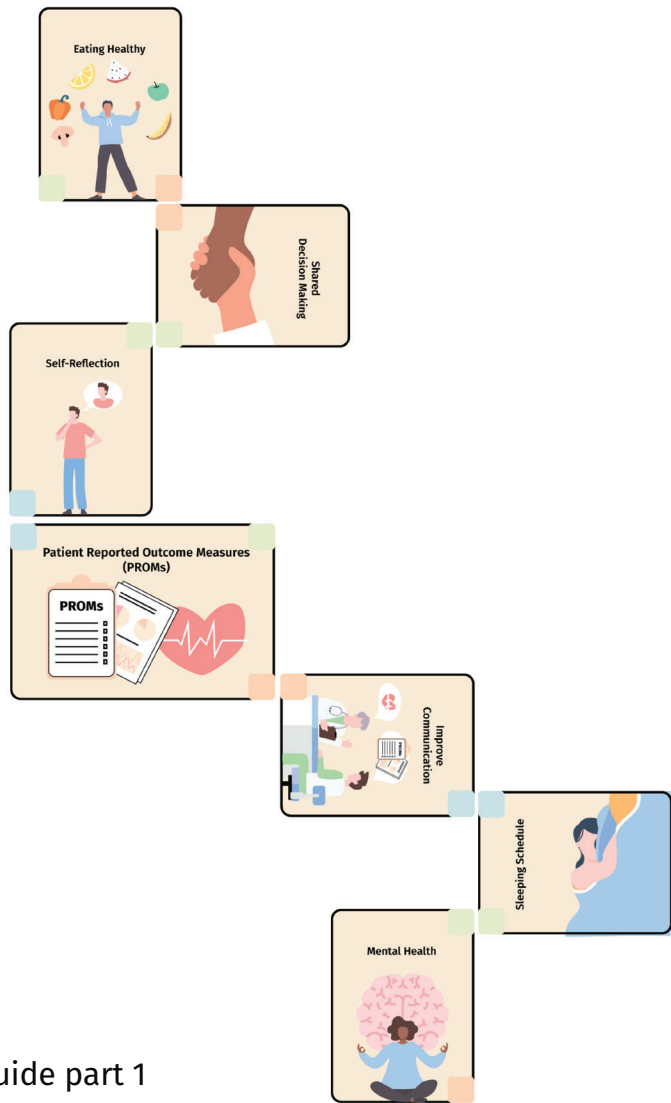 Eating Healthy
Shared
Decision Making
Self-Reflection
Patient Reported Outcome Measures
(PROMs)
PROMs
Improve
Communication
PROMs
Sleeping Schedule
Mental Health
uide part 1